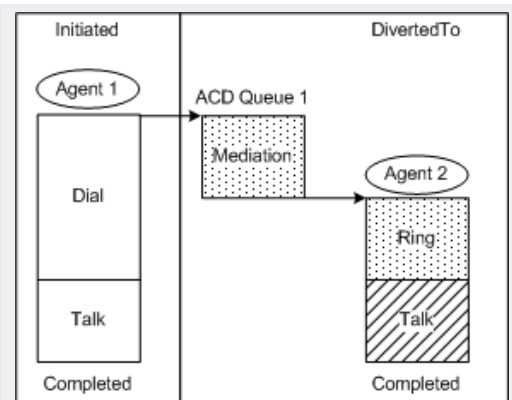 Initiated
DivertedTo
Agent 1
ACD Queue 1
Mediation
Agent 2
Dial
Ring
Talk
Talk
Completed
Completed